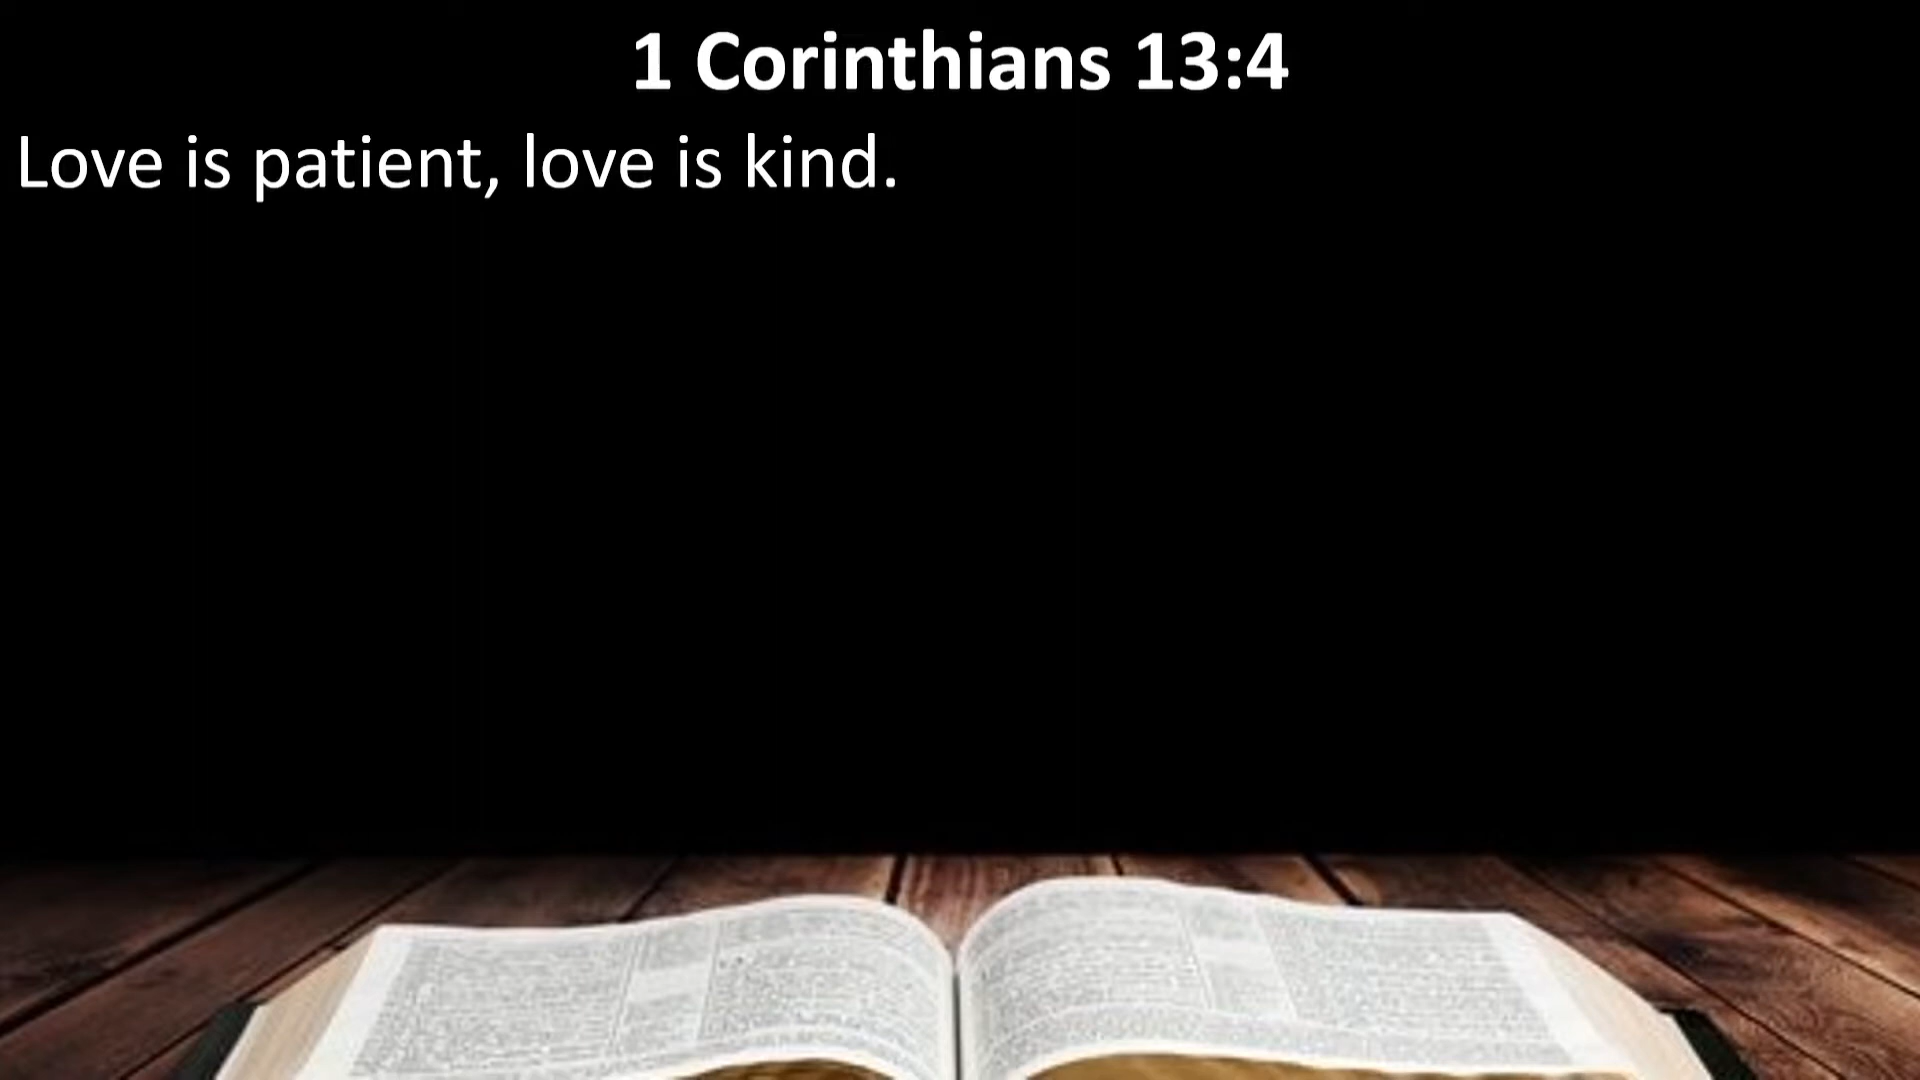 1 Corinthians 13:4
Love is patient, love is kind.